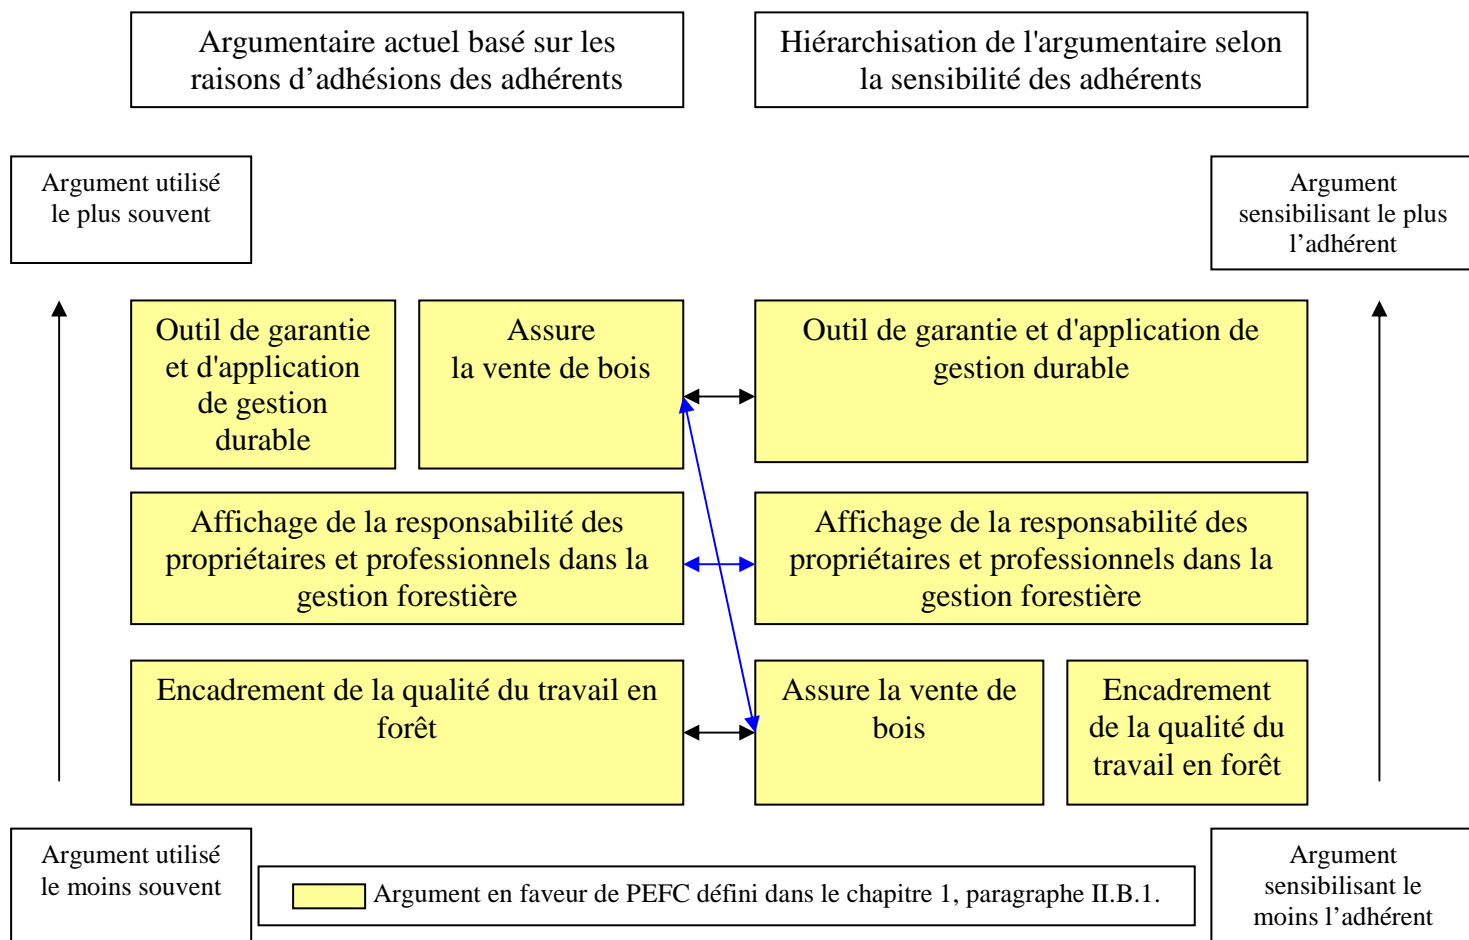 Argumentaire actuel basé sur les
raisons d’adhésions des adhérents
Hiérarchisation de l'argumentaire selon
la sensibilité des adhérents
Argument utilisé
le plus souvent
Argument
sensibilisant le plus
l’adhérent
Outil de garantie
et d'application
de gestion
durable
Assure
la vente de bois
Outil de garantie et d'application de
gestion durable
Affichage de la responsabilité des
propriétaires et professionnels dans la
gestion forestière
Affichage de la responsabilité des
propriétaires et professionnels dans la
gestion forestière
Encadrement de la qualité du travail en
forêt
Assure la vente de
bois
Encadrement
de la qualité du
travail en forêt
Argument utilisé
le moins souvent
Argument en faveur de PEFC défini dans le chapitre 1, paragraphe II.B.1.
Argument
sensibilisant le
moins l’adhérent